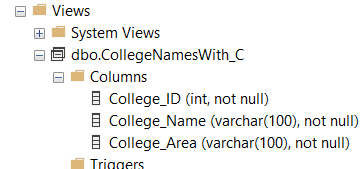 Views
System Views
dbo.CollegeNamesWith_C
Columns
College_ID (int, not null)
College_Name (varchar(100), not null)
College_Area (varchar(100), not null)
Triggers